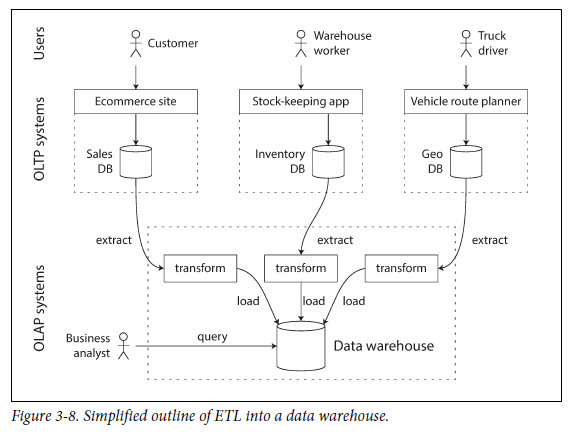 Users
Customer
Warehouse
worker
Truck
driver
OLTP systems
Ecommerce site
Stock-keeping app
Vehicle route planner
Sales
DB
Inventory
DB
Geo
DB
extract
extract
extract
OLAP systems
transform
transform
transform
load
load
load
Business
analyst
query
Data warehouse
Figure 3-8. Simplified outline of ETL into a data warehouse.